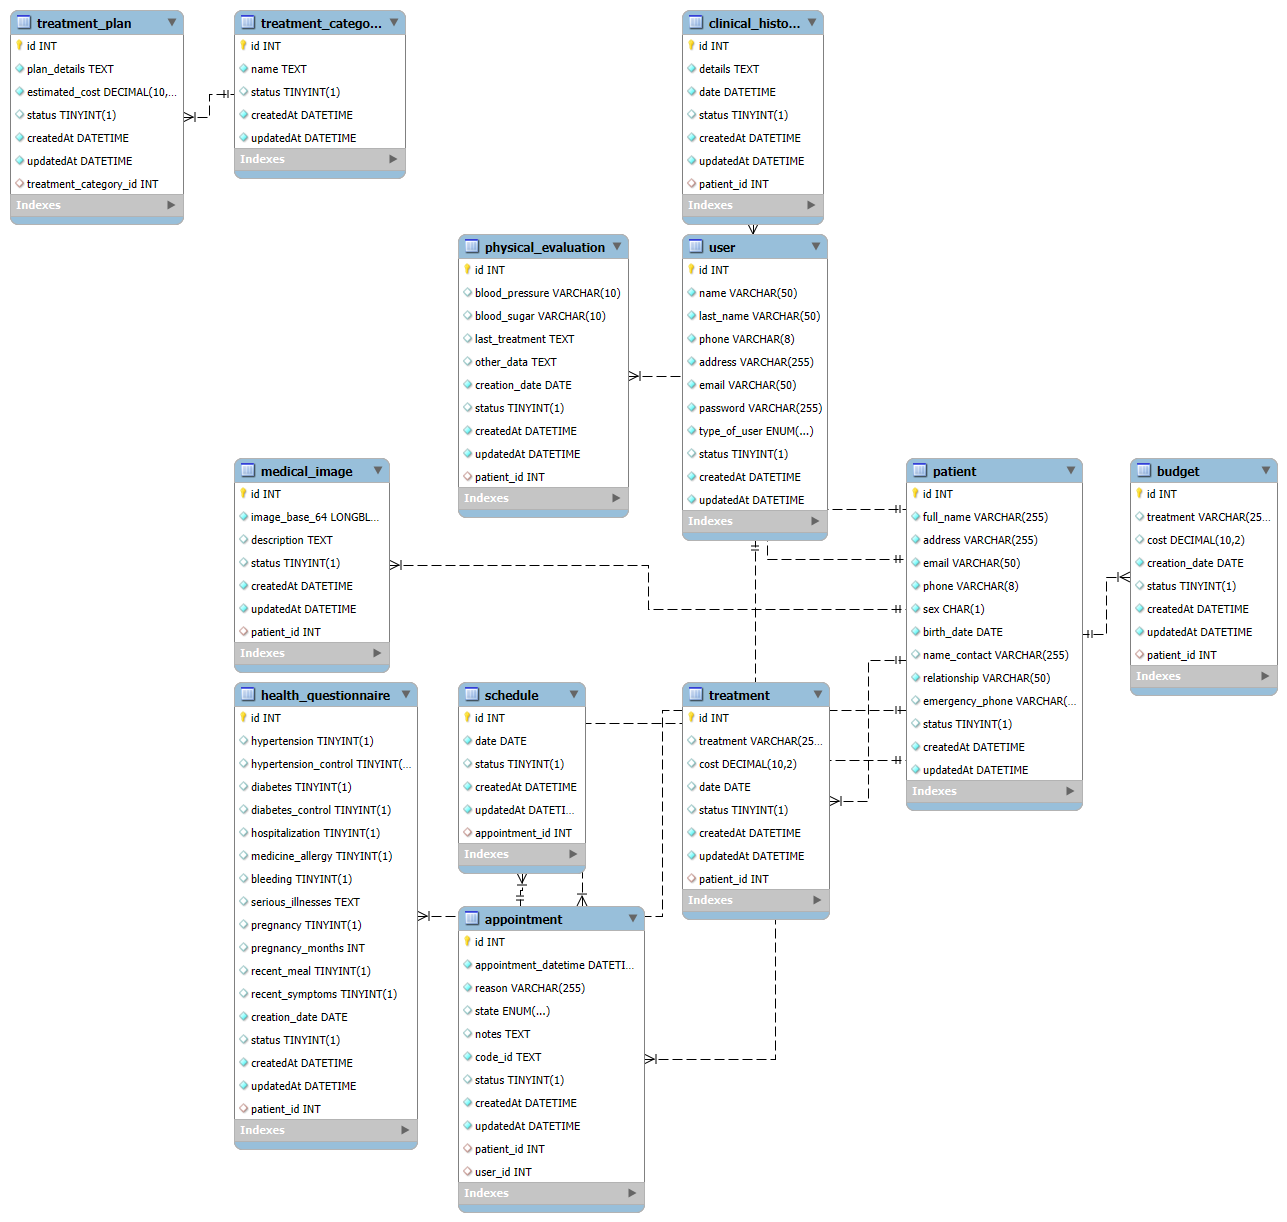 treatment_plan
id INT
plan_details TEXT
estimated_cost DECIMAL(10,...
status TINYINT(1)
createdAt DATETIME
updatedAt DATETIME
treatment_category_id INT
Indexes
treatment_catego...
id INT
name TEXT
status TINYINT(1)
createdAt DATETIME
updatedAt DATETIME
Indexes
clinical_histo...
id INT
details TEXT
date DATETIME
status TINYINT(1)
createdAt DATETIME
updatedAt DATETIME
patient_id INT
Indexes
physical_evaluation
id INT
blood_pressure VARCHAR(10)
blood_sugar VARCHAR(10)
last_treatment TEXT
other_data TEXT
creation_date DATE
status TINYINT(1)
createdAt DATETIME
updatedAt DATETIME
patient_id INT
Indexes
user
id INT
name VARCHAR(50)
last_name VARCHAR(50)
phone VARCHAR(8)
address VARCHAR(255)
email VARCHAR(50)
password VARCHAR(255)
type_of_user ENUM(...)
status TINYINT(1)
createdAt DATETIME
updatedAt DATETIME
Indexes
medical_image
id INT
image_base_64 LONGBL...
description TEXT
status TINYINT(1)
createdAt DATETIME
updatedAt DATETIME
patient_id INT
Indexes
patient
id INT
full_name VARCHAR(255)
address VARCHAR(255)
email VARCHAR(50)
phone VARCHAR(8)
sex CHAR(1)
birth_date DATE
name_contact VARCHAR(255)
relationship VARCHAR(50)
emergency_phone VARCHAR(...
status TINYINT(1)
createdAt DATETIME
updatedAt DATETIME
Indexes
budget
id INT
treatment VARCHAR(25...
cost DECIMAL(10,2)
creation_date DATE
status TINYINT(1)
createdAt DATETIME
updatedAt DATETIME
patient_id INT
Indexes
health_questionnaire
id INT
hypertension TINYINT(1)
hypertension_control TINYINT(...
diabetes TINYINT(1)
diabetes_control TINYINT(1)
hospitalization TINYINT(1)
medicine_allergy TINYINT(1)
bleeding TINYINT(1)
serious_illnesses TEXT
pregnancy TINYINT(1)
pregnancy_months INT
recent_meal TINYINT(1)
recent_symptoms TINYINT(1)
creation_date DATE
status TINYINT(1)
createdAt DATETIME
updatedAt DATETIME
patient_id INT
Indexes
schedule
id INT
date DATE
status TINYINT(1)
createdAt DATETIME
updatedAt DATETI...
appointment_id INT
Indexes
treatment
id INT
treatment VARCHAR(25...
cost DECIMAL(10,2)
date DATE
status TINYINT(1)
createdAt DATETIME
updatedAt DATETIME
patient_id INT
Indexes
appointment
id INT
appointment_datetime DATETI...
reason VARCHAR(255)
state ENUM(...)
notes TEXT
code_id TEXT
status TINYINT(1)
createdAt DATETIME
updatedAt DATETIME
patient_id INT
user_id INT
Indexes